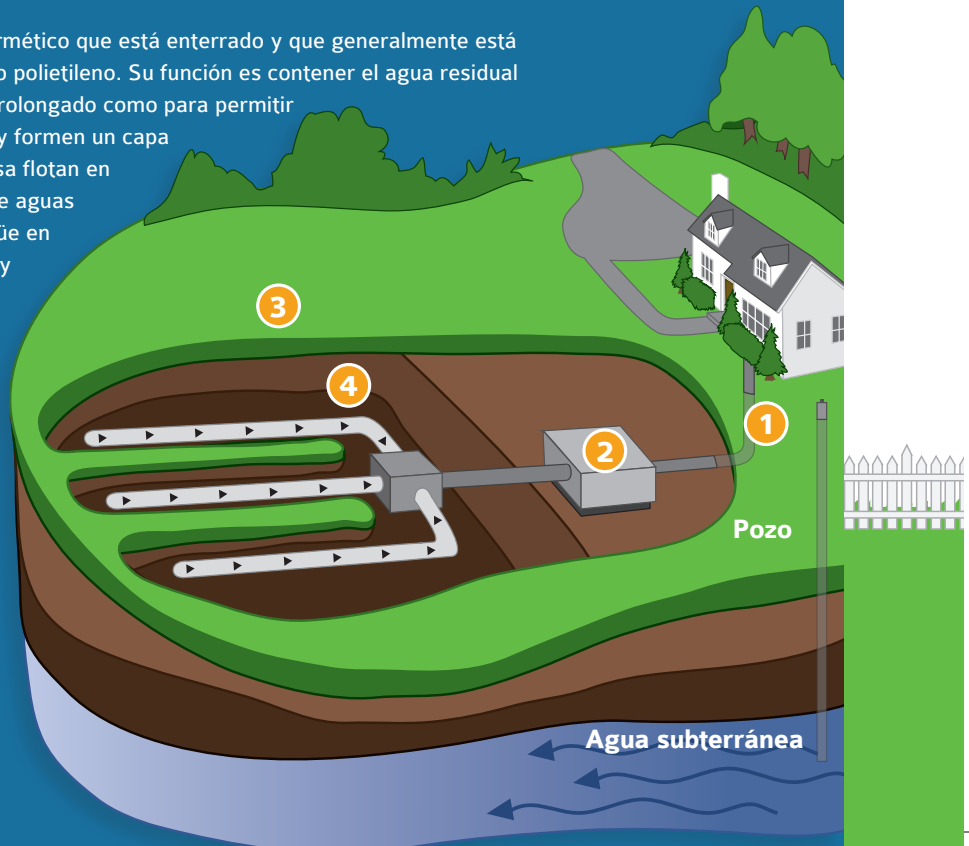 rmético que está enterrado y que generalmente está
o polietileno. Su función es contener el agua residual
rolongado como para permitir
y formen un capa
sa flotan en
e aguas
üe en
y
3
4
2
1
Pozo
Agua subterránea